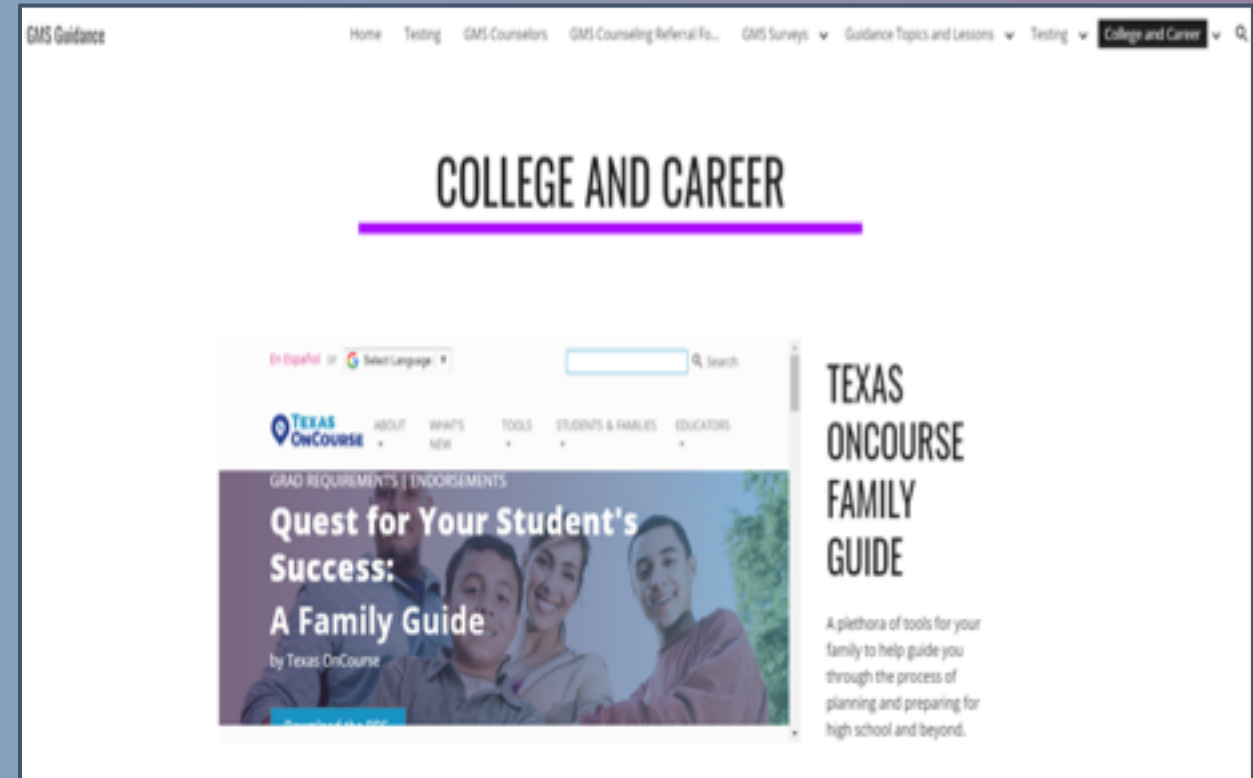 GMS Guidance
Home Testing GMS Counselors GMS Counseling Referral Fo... GMS Surveys Guidance Topics and Lessons Testing College and Career
COLLEGE AND CAREER
En Español or Select Language Search
TEXAS OnCourse
ABOUT WHAT'S NEW TOOLS STUDENTS & FAMILIES EDUCATORS
GRAD REQUIREMENTS | ENDORSEMENTS
Quest for Your Student's
Success:
A Family Guide
by Texas OnCourse
Download the PDF
TEXAS
ONCOURSE
FAMILY
GUIDE
A plethora of tools for your
family to help guide you
through the process of
planning and preparing for
high school and beyond.